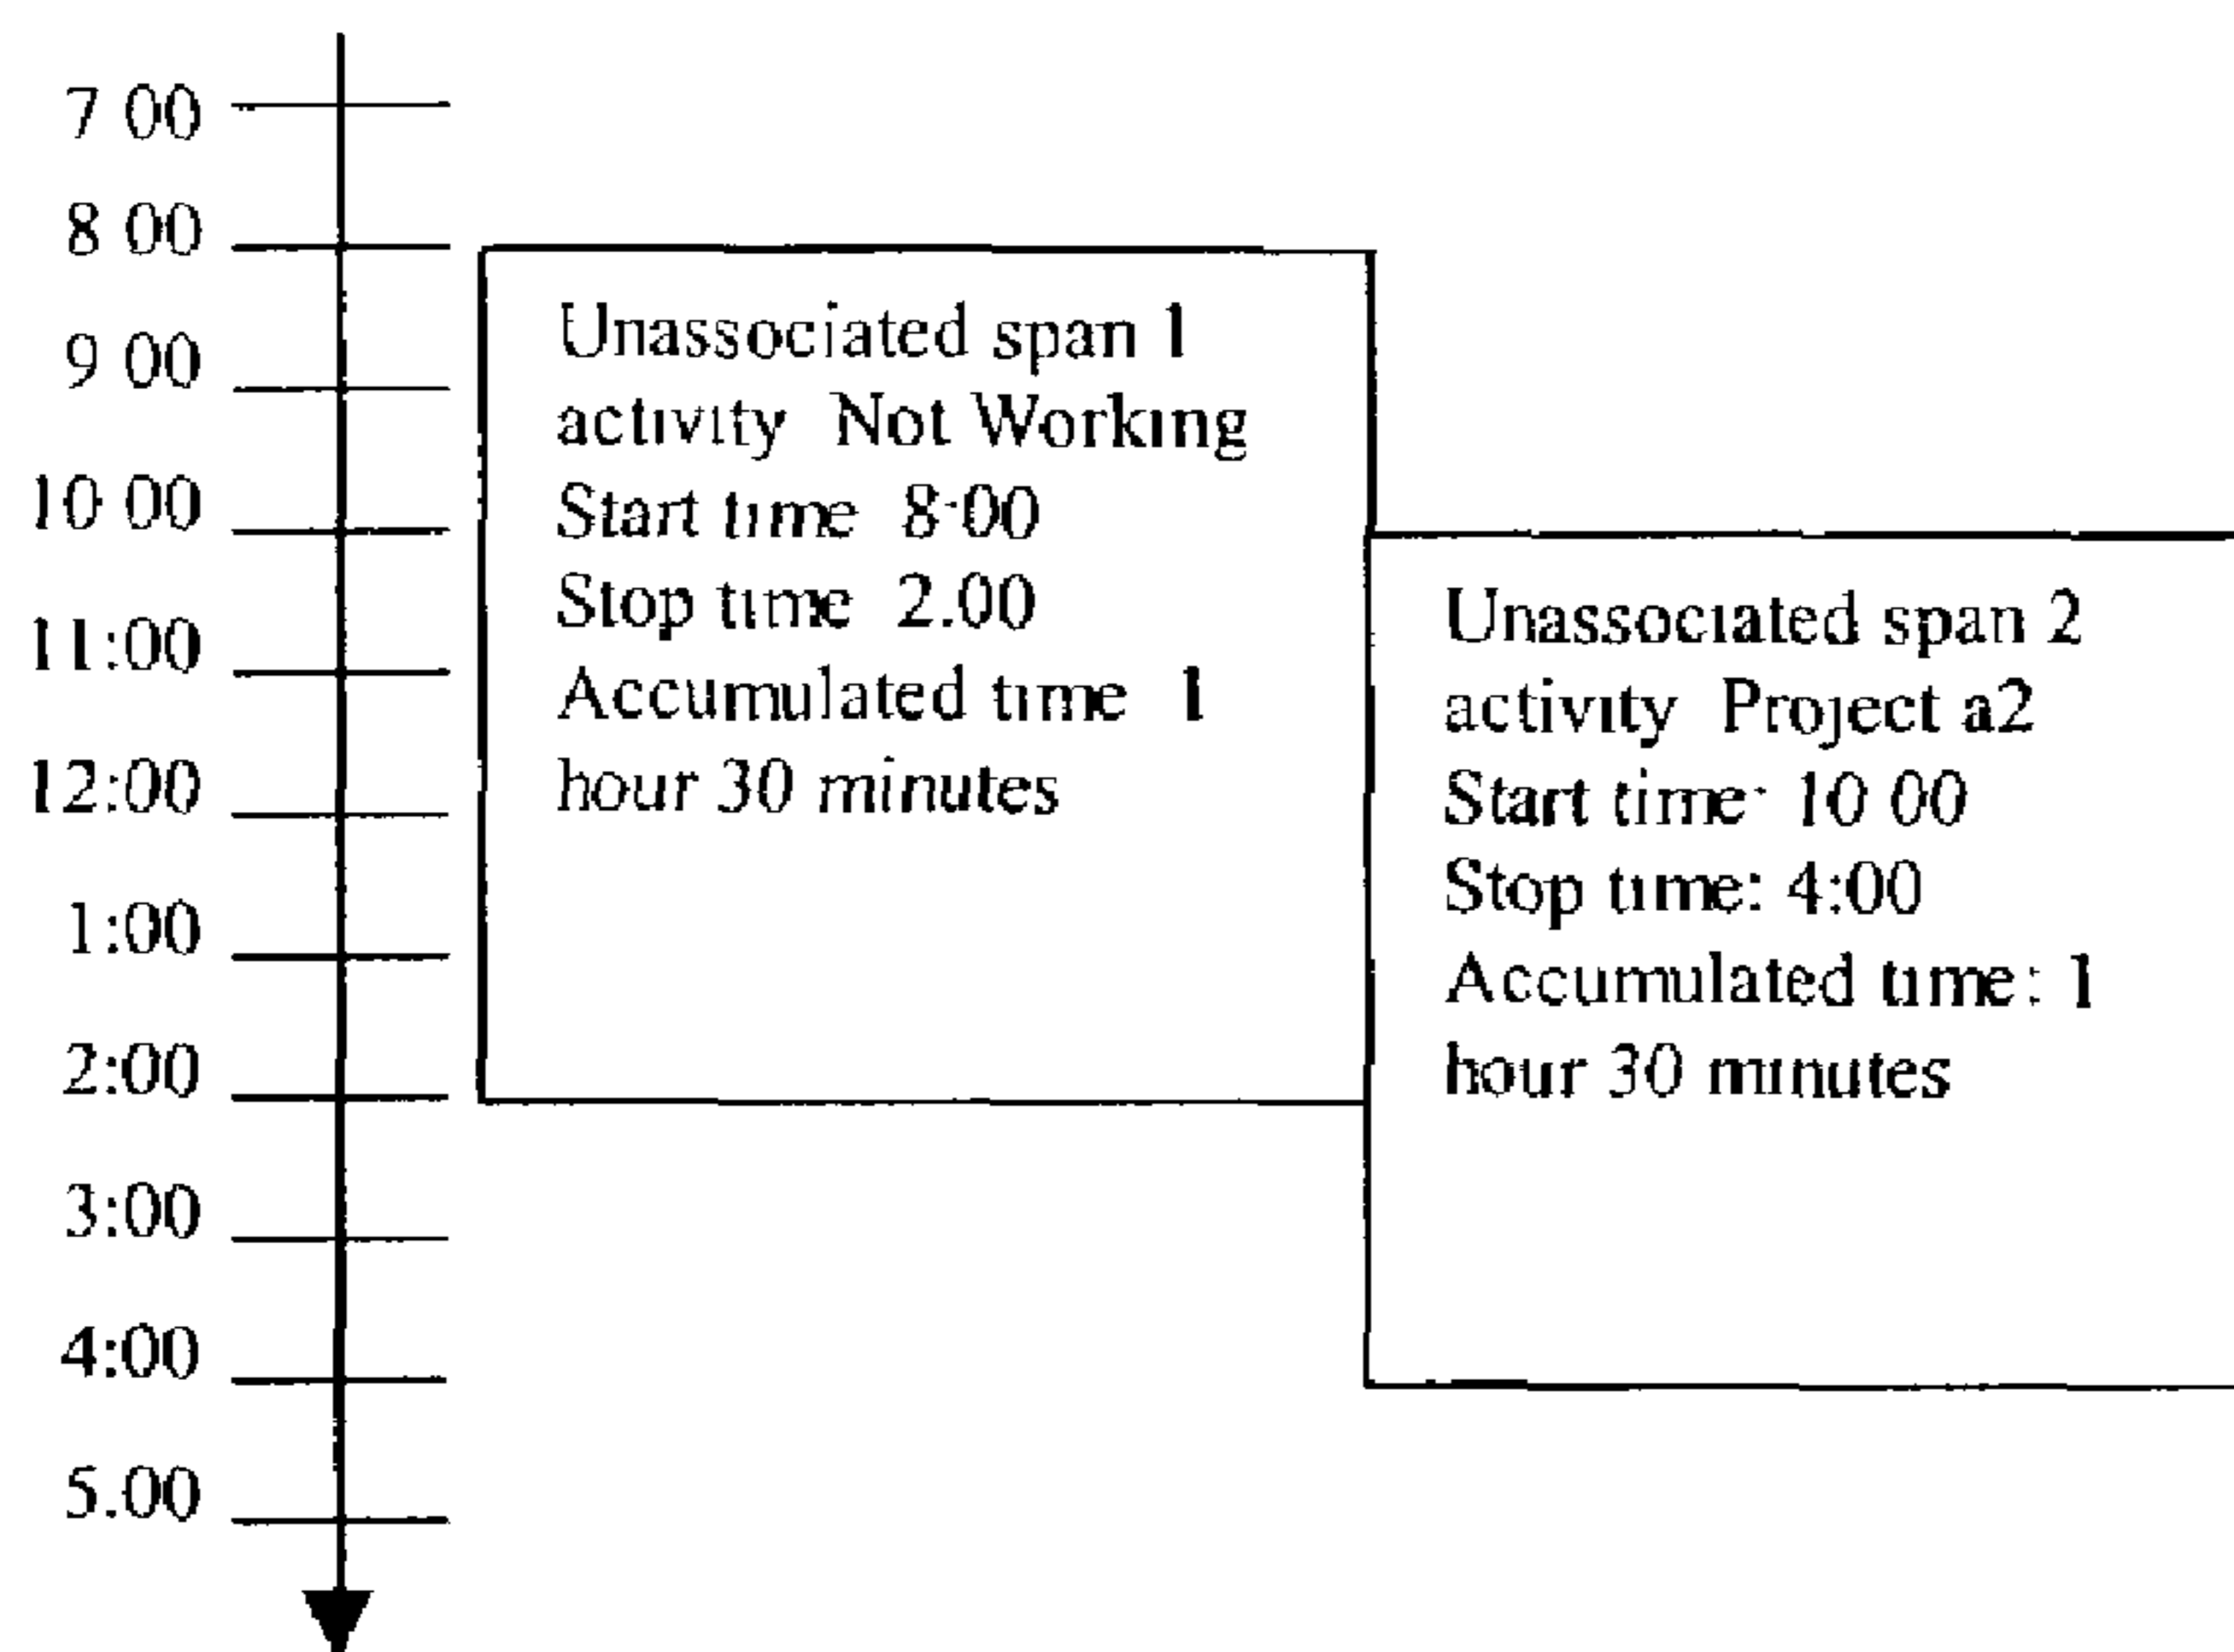 7 00
8 00
9 00
10 00
11:00
12:00
1:00
2:00
3:00
4:00
5.00
Unassociated span 1
activity Not Working
Start time 8:00
Stop time 2.00
Accumulated time 1
hour 30 minutes
Unassociated span 2
activity Project a2
Start time: 10 00
Stop time: 4:00
Accumulated time: 1
hour 30 minutes